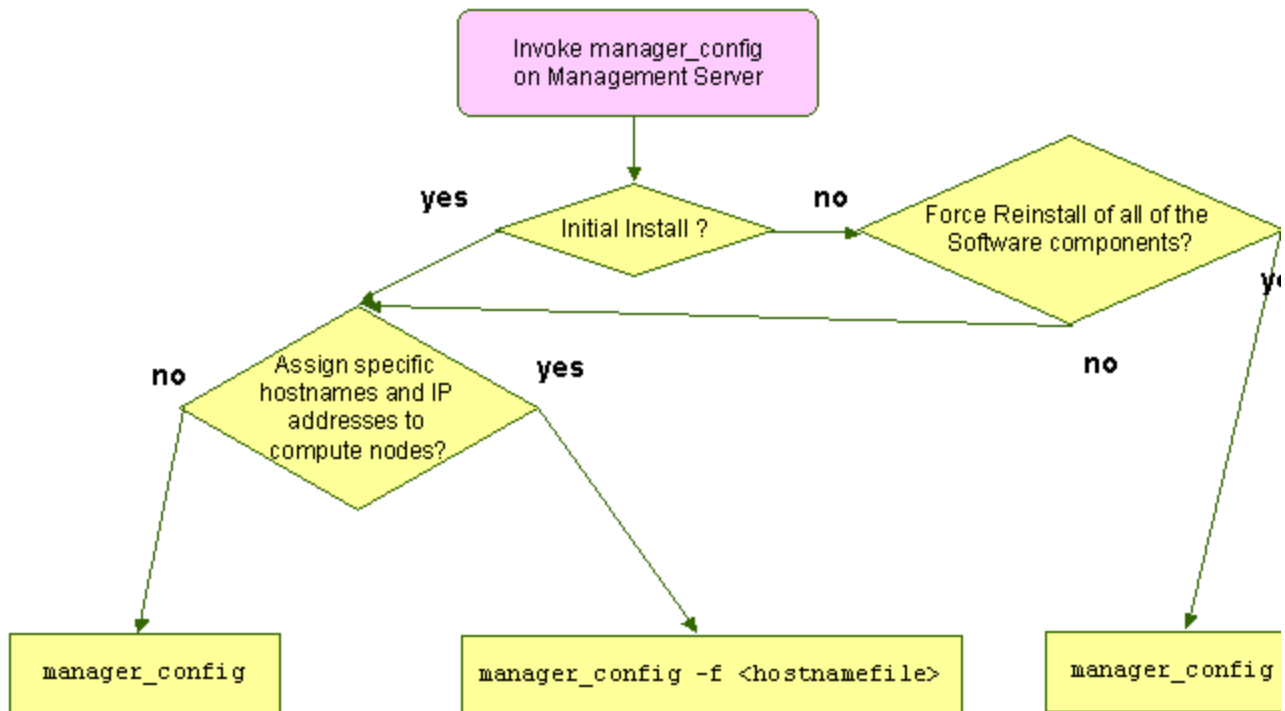 Invoke manager_config
on Management Server
yes
Initial Install ?
no
Force Reinstall of all of the
Software components?
no
Assign specific
hostnames and IP
addresses to
compute nodes?
yes
no
manager_config
manager_config -f <hostnamefile>
manager_config